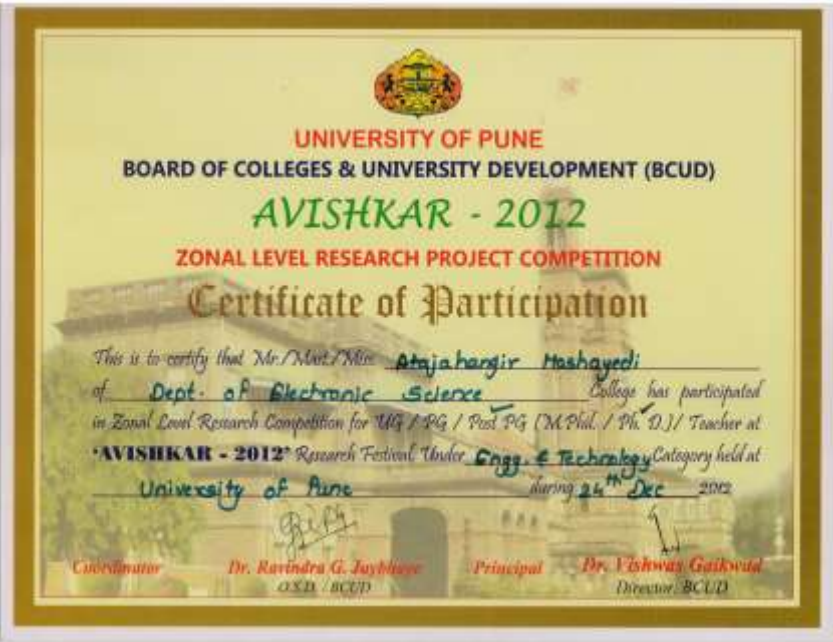 UNIVERSITY OF PUNE
BOARD OF COLLEGES & UNIVERSITY DEVELOPMENT (BCUD)
AVISHKAR - 2012
ZONAL LEVEL RESEARCH PROJECT COMPETITION
Certificate of Participation
This is to certify that Mr./Mast./Miss Atajahangir Mashayedi
of Dept. of Electronic Science College has participated
in Zonal Level Research Competition for UG / PG / Post PG (M.Phil. / Ph. D.)/ Teacher at
'AVISHKAR - 2012' Research Festival Under Engg. & Technology Category held at
University of Pune during 24th Dec 2012
Coordinator Dr. Ravindra G. Jaybhaye Principal Dr. Vishwas Gaikwad
O.S.D. / BCUD Director, BCUD